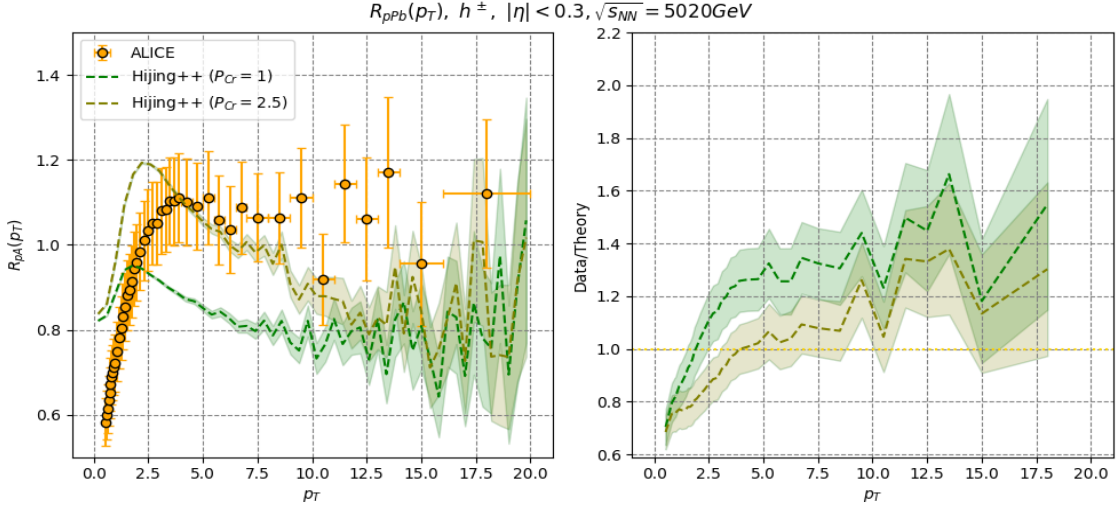 R_{pPb}(p_T), h^±, |η| < 0.3, √s_{NN} = 5020GeV
ALICE
Hijing++ (P_{Cr} = 1)
Hijing++ (P_{Cr} = 2.5)
R_{pA}(p_T)
1.4
1.2
1.0
0.8
0.6
0.0 2.5 5.0 7.5 10.0 12.5 15.0 17.5 20.0
p_T
Data/Theory
2.2
2.0
1.8
1.6
1.4
1.2
1.0
0.8
0.6
0.0 2.5 5.0 7.5 10.0 12.5 15.0 17.5 20.0
p_T